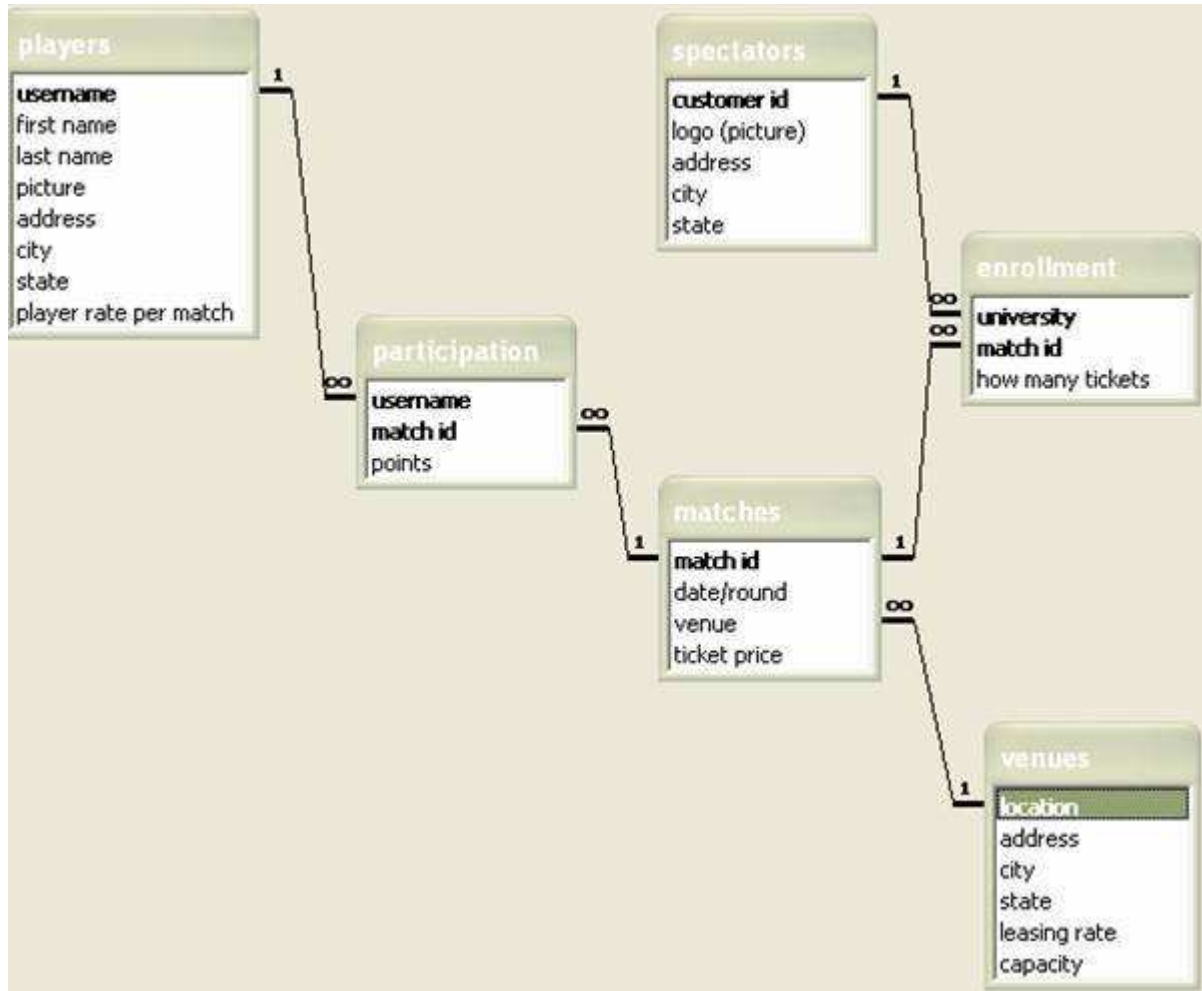 players
username
first name
last name
picture
address
city
state
player rate per match
1
∞
participation
username
match id
points
∞
1
spectators
customer id
logo (picture)
address
city
state
1
∞
∞
enrollment
university
match id
how many tickets
matches
match id
date/round
venue
ticket price
1
∞
1
venues
location
address
city
state
leasing rate
capacity